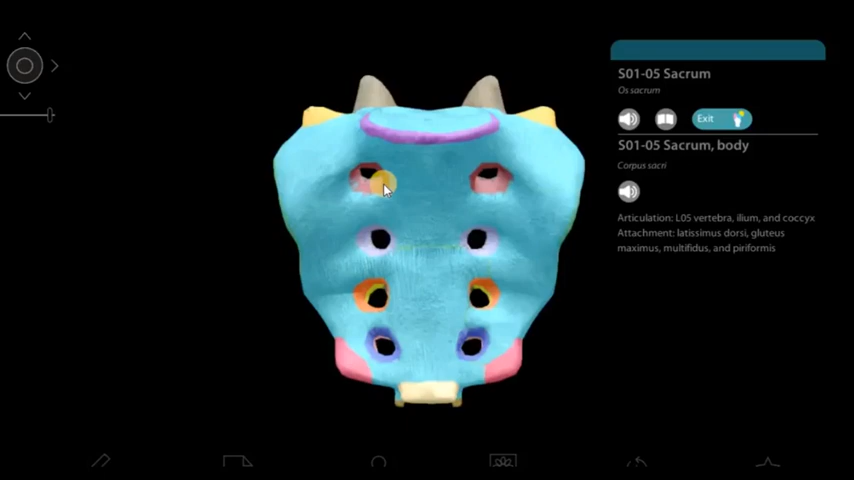 S01-05 Sacrum
Os sacrum
Exit
S01-05 Sacrum, body
Corpus sacri
Articulation: L05 vertebra, ilium, and coccyx
Attachment: latissimus dorsi, gluteus
maximus, multifidus, and piriformis